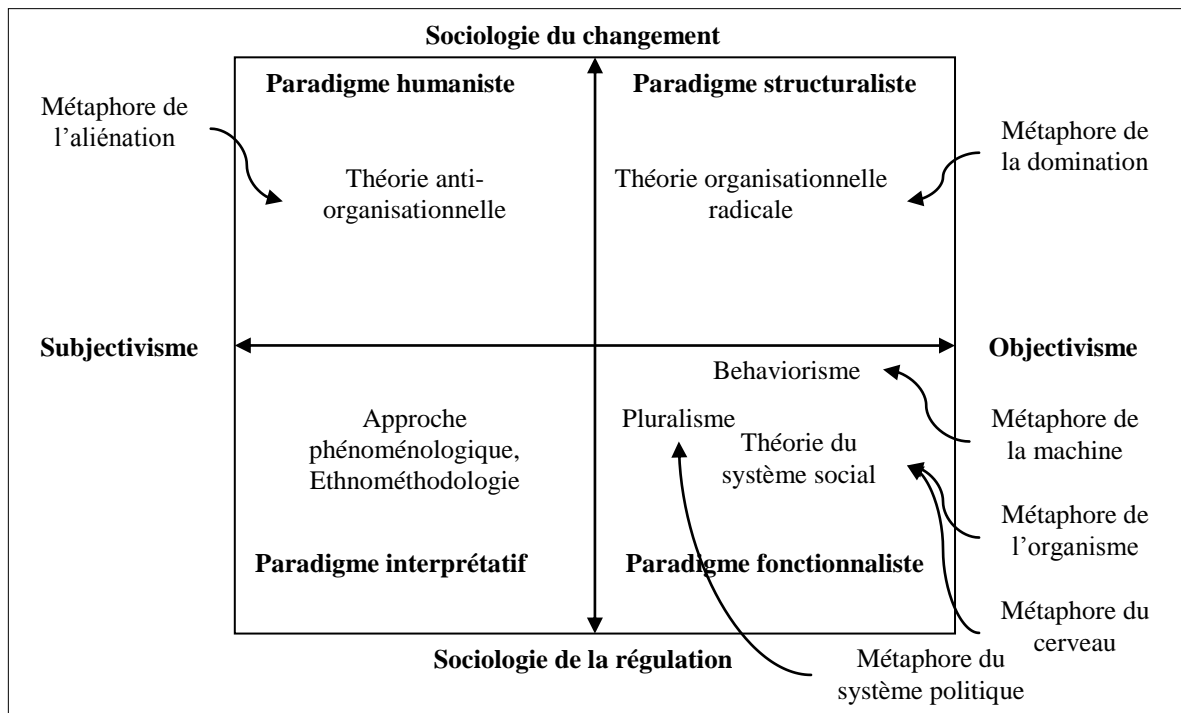 Sociologie du changement
Paradigme humaniste
Paradigme structuraliste
Métaphore de
l’aliénation
Métaphore de
la domination
Théorie anti-
organisationnelle
Théorie organisationnelle
radicale
Subjectivisme
Objectivisme
Behaviorisme
Approche
phénoménologique,
Ethnométhodologie
Pluralisme
Théorie du
système social
Métaphore de
la machine
Métaphore de
l’organisme
Paradigme interprétatif
Paradigme fonctionnaliste
Métaphore du
cerveau
Sociologie de la régulation
Métaphore du
système politique